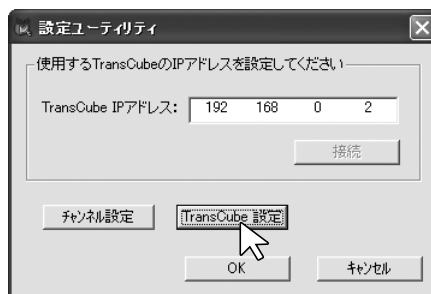 設定ユーティリティ
使用するTransCubeのIPアドレスを設定してください
TransCube IPアドレス: 192 168 0 2
接続
チャンネル設定 TransCube 設定
OK キャンセル